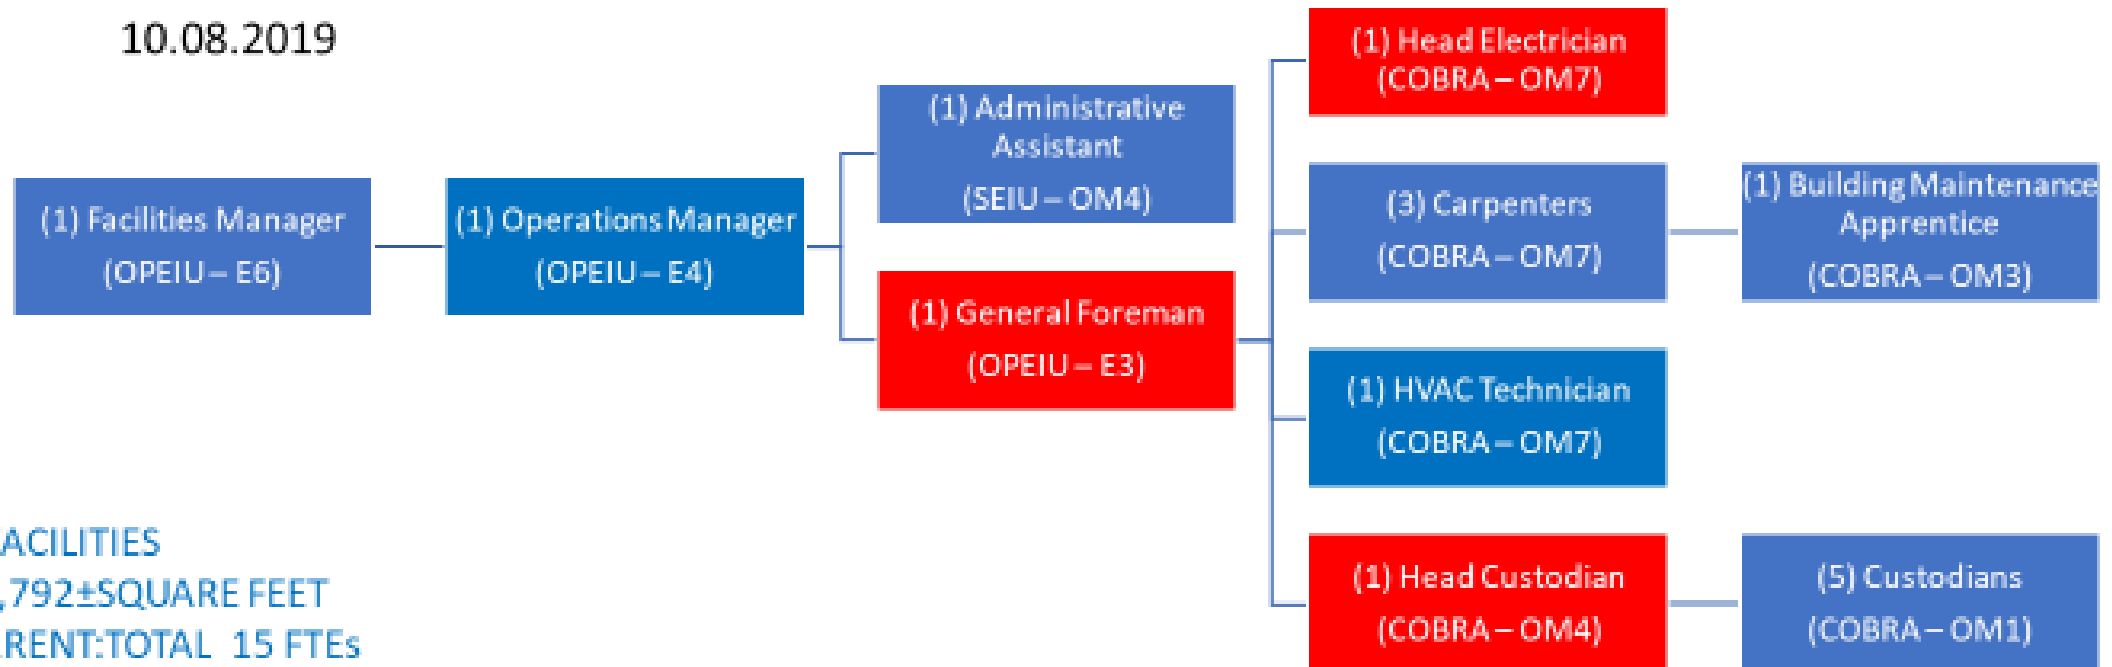 10.08.2019
(1) Facilities Manager
(OPEIU – E6)
(1) Operations Manager
(OPEIU – E4)
(1) Administrative
Assistant
(SEIU – OM4)
(1) General Foreman
(OPEIU – E3)
(1) Head Electrician
(COBRA – OM7)
(3) Carpenters
(COBRA – OM7)
(1) Building Maintenance
Apprentice
(COBRA – OM3)
(1) HVAC Technician
(COBRA – OM7)
(1) Head Custodian
(COBRA – OM4)
(5) Custodians
(COBRA – OM1)
ACILITIES
,792±SQUARE FEET
RENT:TOTAL 15 FTEs